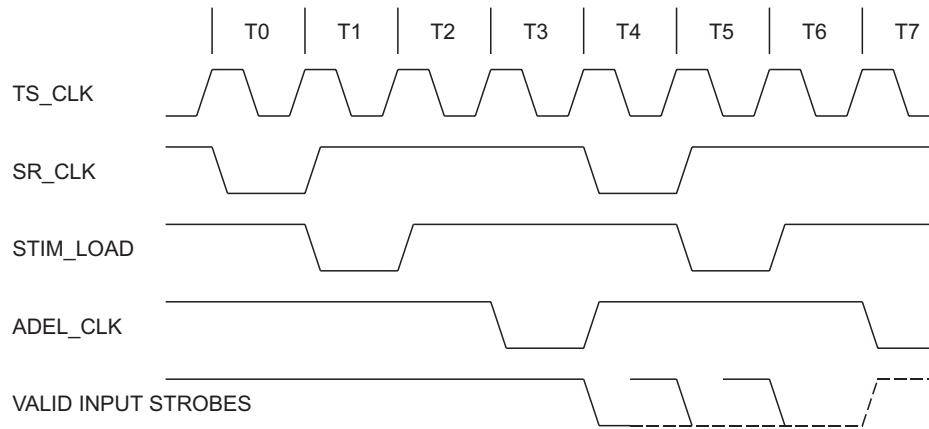 T0 T1 T2 T3 T4 T5 T6 T7
TS_CLK
SR_CLK
STIM_LOAD
ADEL_CLK
VALID INPUT STROBES